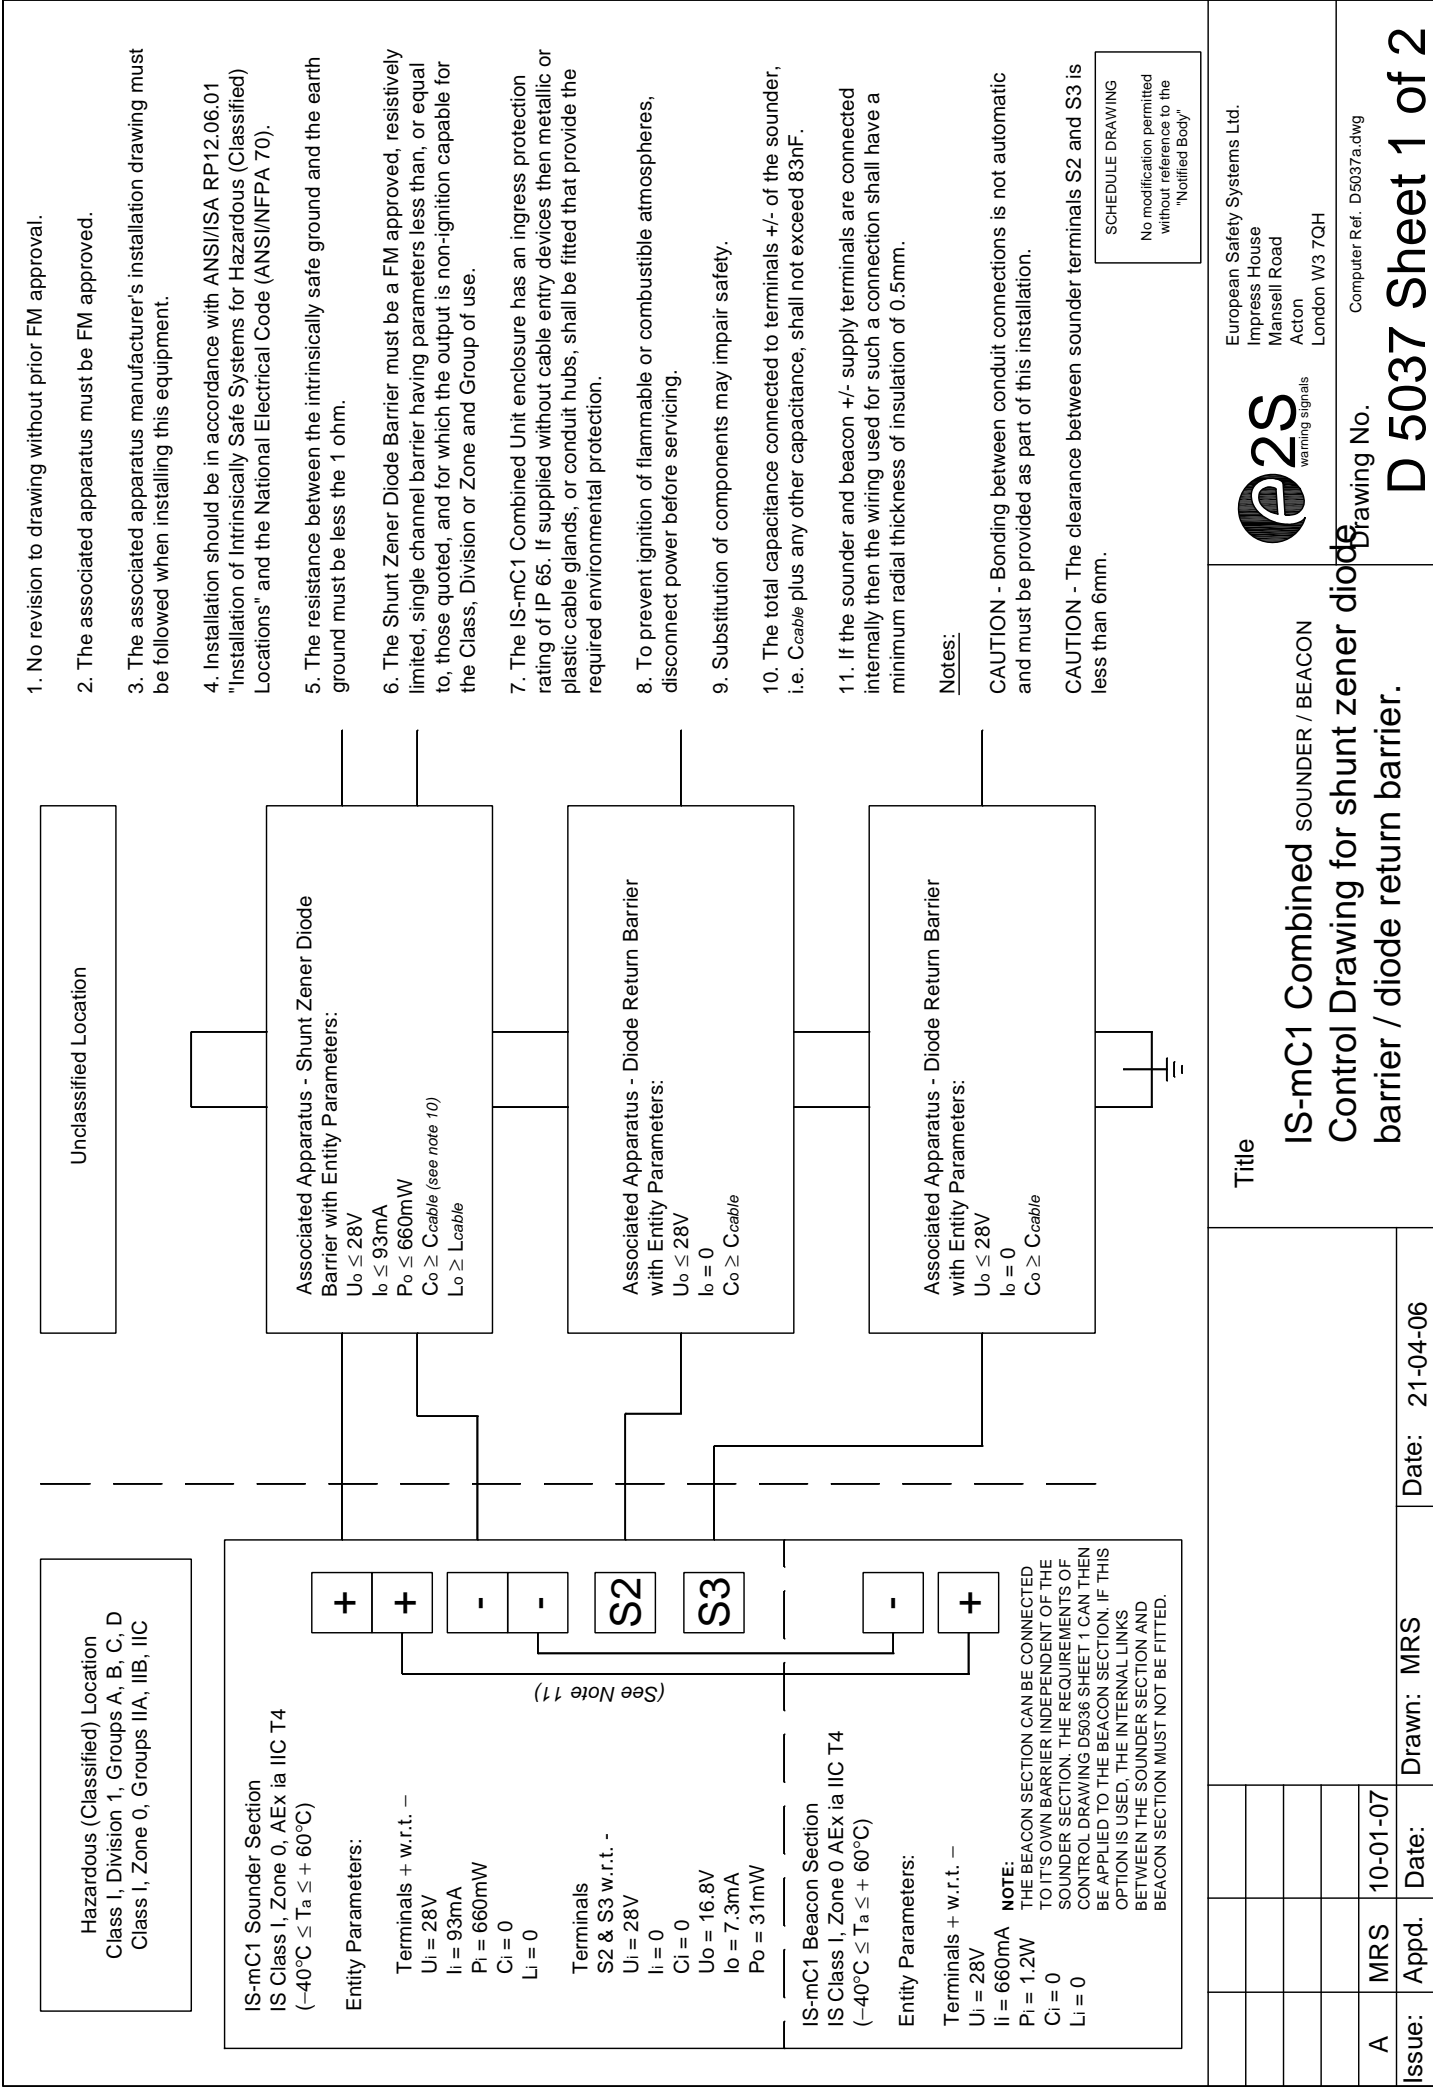 Hazardous (Classified) Location
Class I, Division 1, Groups A, B, C, D
Class I, Zone 0, Groups IIA, IIB, IIC
Unclassified Location
IS-mC1 Sounder Section
IS Class I, Zone 0, AEx ia IIC T4
(−40°C ≤ Ta ≤ + 60°C)
Entity Parameters:
Terminals + w.r.t. −
Ui = 28V
Ii = 93mA
Pi = 660mW
Ci = 0
Li = 0
Terminals
S2 & S3 w.r.t. -
Ui = 28V
Ii = 0
Ci = 0
Uo = 16.8V
Io = 7.3mA
Po = 31mW
+
+
-
-
S2
S3
(See Note 11)
-
+
IS-mC1 Beacon Section
IS Class I, Zone 0 AEx ia IIC T4
(−40°C ≤ Ta ≤ + 60°C)
Entity Parameters:
Terminals + w.r.t. −
Ui = 28V
Ii = 660mA
Pi = 1.2W
Ci = 0
Li = 0
NOTE:
THE BEACON SECTION CAN BE CONNECTED
TO IT'S OWN BARRIER INDEPENDENT OF THE
SOUNDER SECTION. THE REQUIREMENTS OF
CONTROL DRAWING D5036 SHEET 1 CAN THEN
BE APPLIED TO THE BEACON SECTION. IF THIS
OPTION IS USED, THE INTERNAL LINKS
BETWEEN THE SOUNDER SECTION AND
BEACON SECTION MUST NOT BE FITTED.
Associated Apparatus - Shunt Zener Diode
Barrier with Entity Parameters:
Uo ≤ 28V
Io ≤ 93mA
Po ≤ 660mW
Co ≥ Ccable (see note 10)
Lo ≥ Lcable
Associated Apparatus - Diode Return Barrier
with Entity Parameters:
Uo ≤ 28V
Io = 0
Co ≥ Ccable
Associated Apparatus - Diode Return Barrier
with Entity Parameters:
Uo ≤ 28V
Io = 0
Co ≥ Ccable
1. No revision to drawing without prior FM approval.
2. The associated apparatus must be FM approved.
3. The associated apparatus manufacturer's installation drawing must
be followed when installing this equipment.
4. Installation should be in accordance with ANSI/ISA RP12.06.01
"Installation of Intrinsically Safe Systems for Hazardous (Classified)
Locations" and the National Electrical Code (ANSI/NFPA 70).
5. The resistance between the intrinsically safe ground and the earth
ground must be less the 1 ohm.
6. The Shunt Zener Diode Barrier must be a FM approved, resistively
limited, single channel barrier having parameters less than, or equal
to, those quoted, and for which the output is non-ignition capable for
the Class, Division or Zone and Group of use.
7. The IS-mC1 Combined Unit enclosure has an ingress protection
rating of IP 65. If supplied without cable entry devices then metallic or
plastic cable glands, or conduit hubs, shall be fitted that provide the
required environmental protection.
8. To prevent ignition of flammable or combustible atmospheres,
disconnect power before servicing.
9. Substitution of components may impair safety.
10. The total capacitance connected to terminals +/- of the sounder,
i.e. Ccable plus any other capacitance, shall not exceed 83nF.
11. If the sounder and beacon +/- supply terminals are connected
internally then the wiring used for such a connection shall have a
minimum radial thickness of insulation of 0.5mm.
Notes:
CAUTION - Bonding between conduit connections is not automatic
and must be provided as part of this installation.
CAUTION - The clearance between sounder terminals S2 and S3 is
less than 6mm.
SCHEDULE DRAWING
No modification permitted
without reference to the
"Notified Body"
A MRS 10-01-07
Issue: Appd. Date:
Drawn: MRS
Date: 21-04-06
Title
IS-mC1 Combined SOUNDER / BEACON
Control Drawing for shunt zener diode
barrier / diode return barrier.
e2S
warning signals
European Safety Systems Ltd.
Impress House
Mansell Road
Acton
London W3 7QH
Drawing No.
Computer Ref. D5037a.dwg
D 5037 Sheet 1 of 2